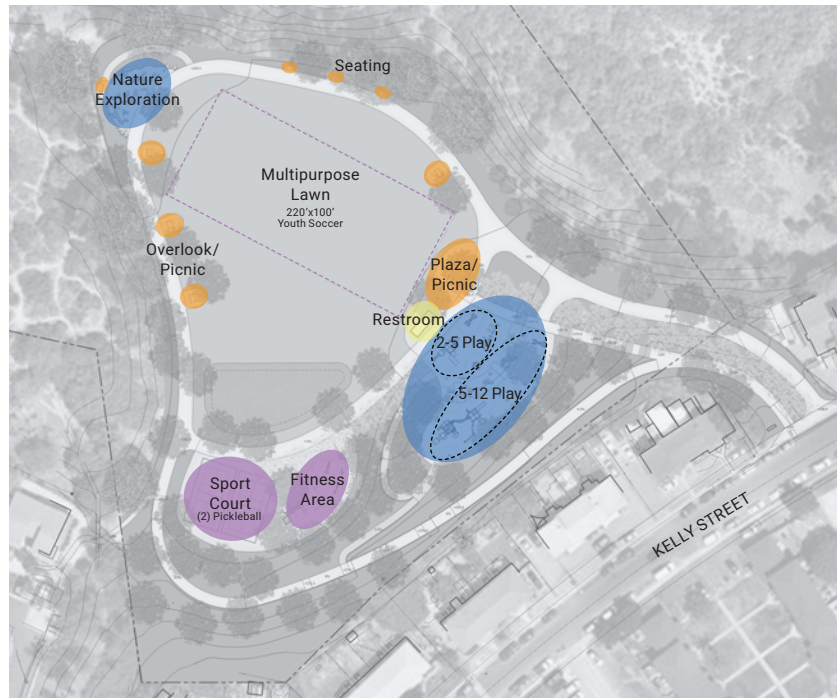 Seating
Nature
Exploration
Multipurpose
Lawn
220'x100'
Youth Soccer
Overlook/
Picnic
Plaza/
Picnic
Restroom
2-5 Play
5-12 Play
Sport
Court
(2) Pickleball
Fitness
Area
KELLY STREET